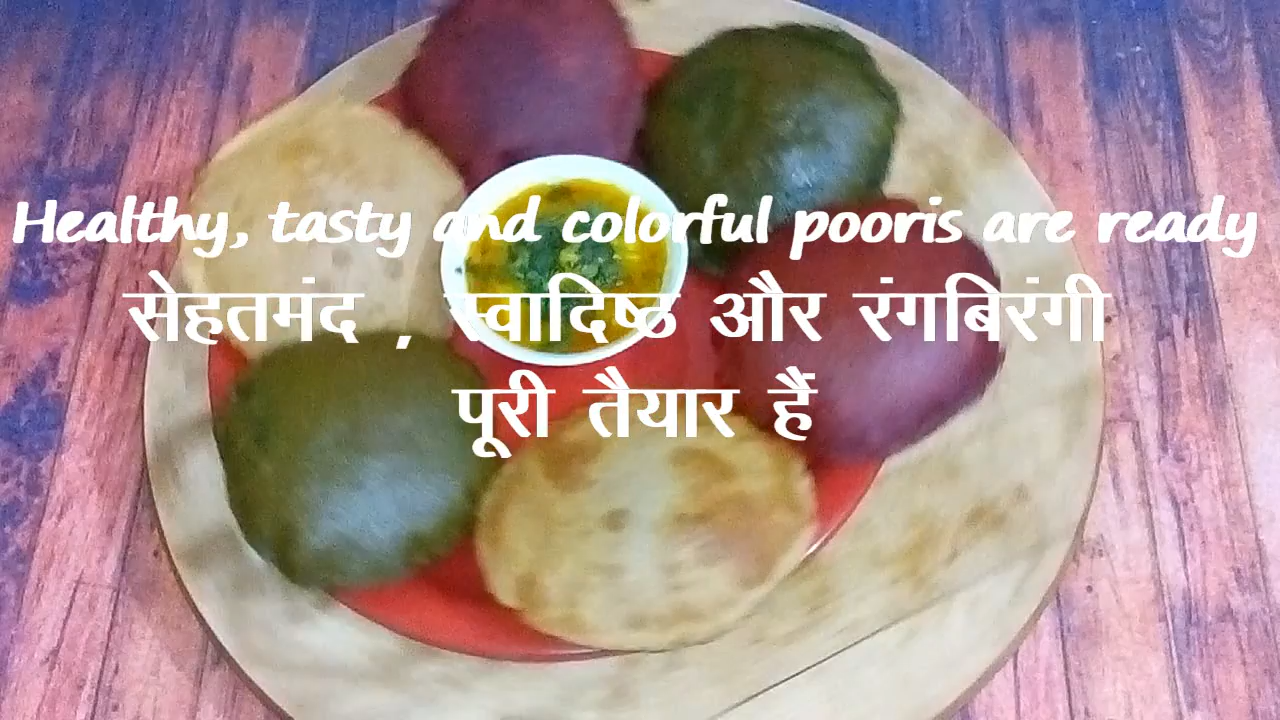 Healthy, tasty and colorful pooris are ready
सेहतमंद , स्वादिष्ठ और रंगबिरंगी
पूरी तैयार हैं